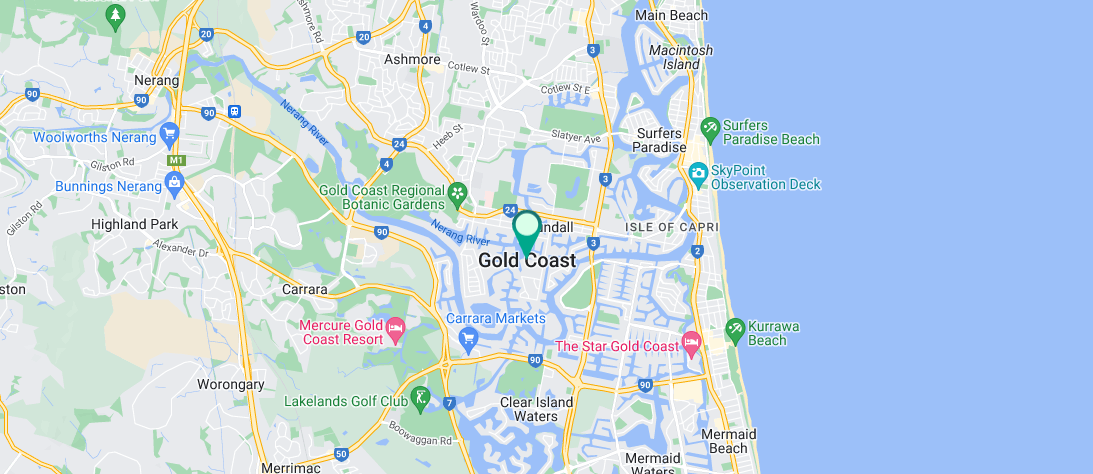 Main Beach
Macintosh
Island
Ashmore
Nerang
Cotlew St
Cotlew St E
Wardoo St
Ashmore Rd
20
4
20
3
90
90
90
Woolworths Nerang
Gilston Rd
M1
Bunnings Nerang
Highland Park
Gilston Rd
Alexander Dr
Nerang River
24
4
Heeb St
Slatyer Ave
Surfers
Paradise
Surfers
Paradise Beach
SkyPoint
Observation Deck
3
Gold Coast Regional
Botanic Gardens
24
90
Nerang River
ndall
3
ISLE OF CAPRI
2
Gold Coast
ston
Carrara
Mercure Gold
Coast Resort
Carrara Markets
Kurrawa
Beach
The Star Gold Coast
90
90
Worongary
Lakelands Golf Club
7
Clear Island
Waters
Boowaggan Rd
50
Merrimac
Mermaid
Beach
Mermaid
Waters